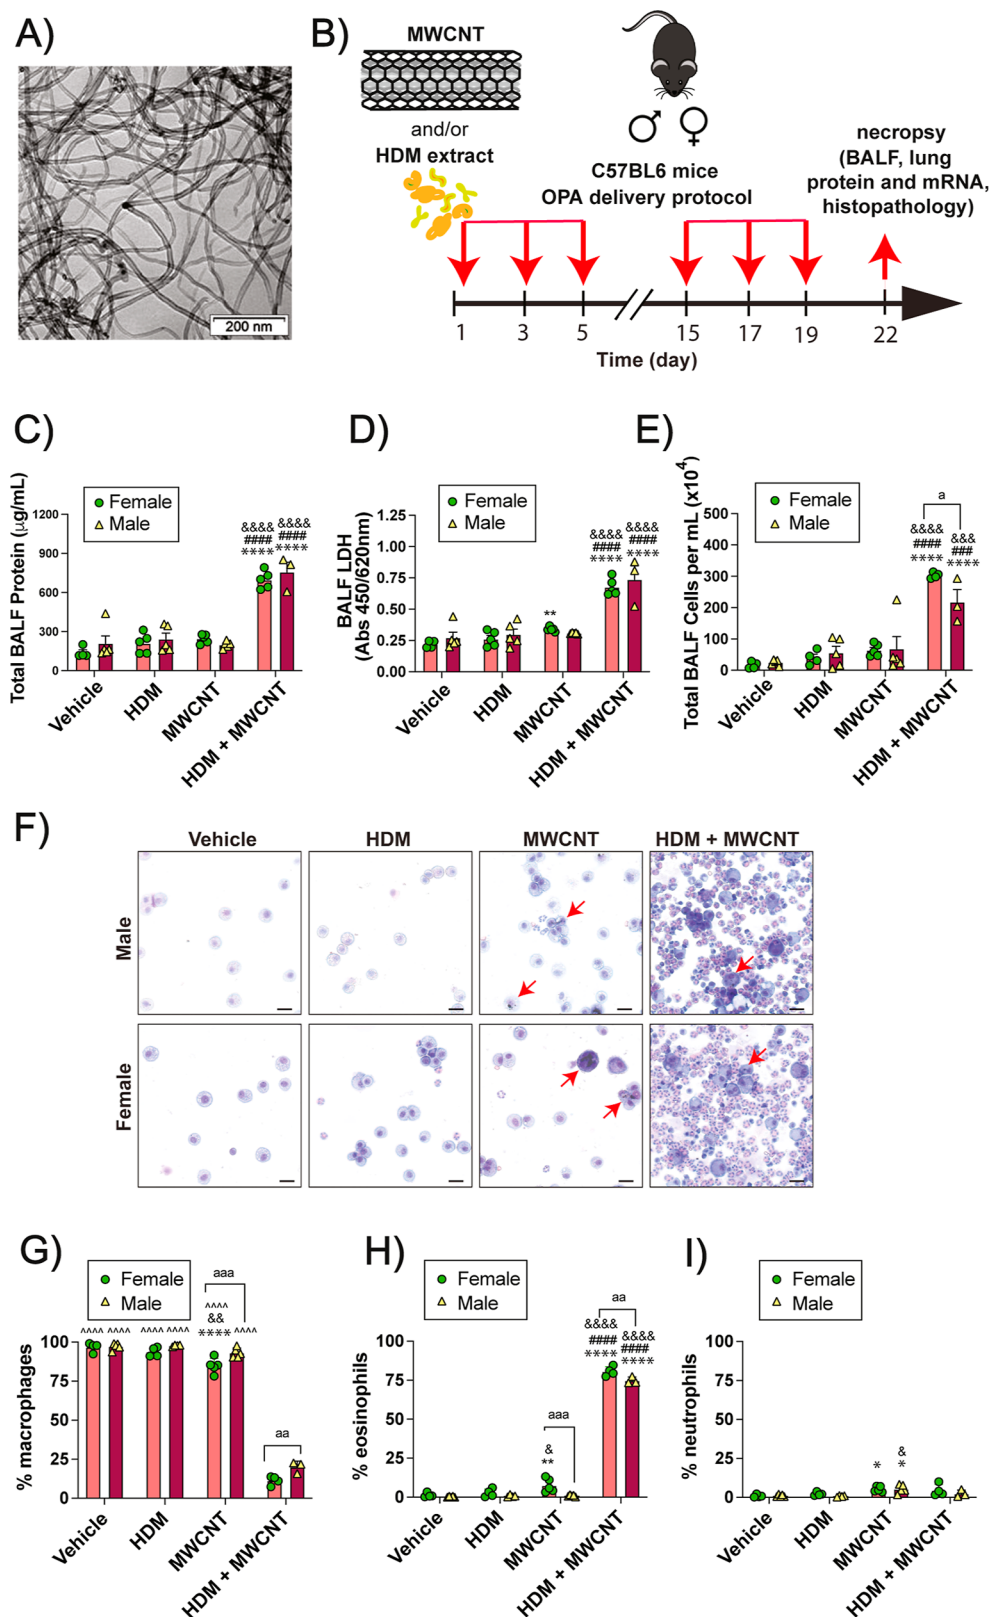 A)
200 nm
B)
MWCNT
and/or
HDM extract
♂ ♀
C57BL6 mice
OPA delivery protocol
necropsy
(BALF, lung
protein and mRNA,
histopathology)
1 3 5 15 17 19 22
Time (day)
C)
Total BALF Protein (µg/mL)
Female
Male
1200
900
600
300
0
&&&& &&&&
#### ####
**** ****
Vehicle
HDM
MWCNT
HDM + MWCNT
D)
BALF LDH
(Abs 450/620nm)
Female
Male
1.25
1.00
0.75
0.50
0.25
0.00
**
&&&& &&&&
#### ####
**** ****
Vehicle
HDM
MWCNT
HDM + MWCNT
E)
Total BALF Cells per mL (x10⁴)
Female
Male
500
400
300
200
100
0
a
&&&& &&&
#### ###
**** ****
Vehicle
HDM
MWCNT
HDM + MWCNT
F)
Vehicle HDM MWCNT HDM + MWCNT
Male
Female
G)
% macrophages
Female
Male
100
75
50
25
0
^^^^ ^^^^ ^^^^ ^^^^
aaa
^^^^
&&
**** ^^^^
aa
Vehicle
HDM
MWCNT
HDM + MWCNT
H)
% eosinophils
Female
Male
100
75
50
25
0
aaa
&
**
aa
&&&& &&&&
#### ####
**** ****
Vehicle
HDM
MWCNT
HDM + MWCNT
I)
% neutrophils
Female
Male
100
75
50
25
0
*
&
*
Vehicle
HDM
MWCNT
HDM + MWCNT